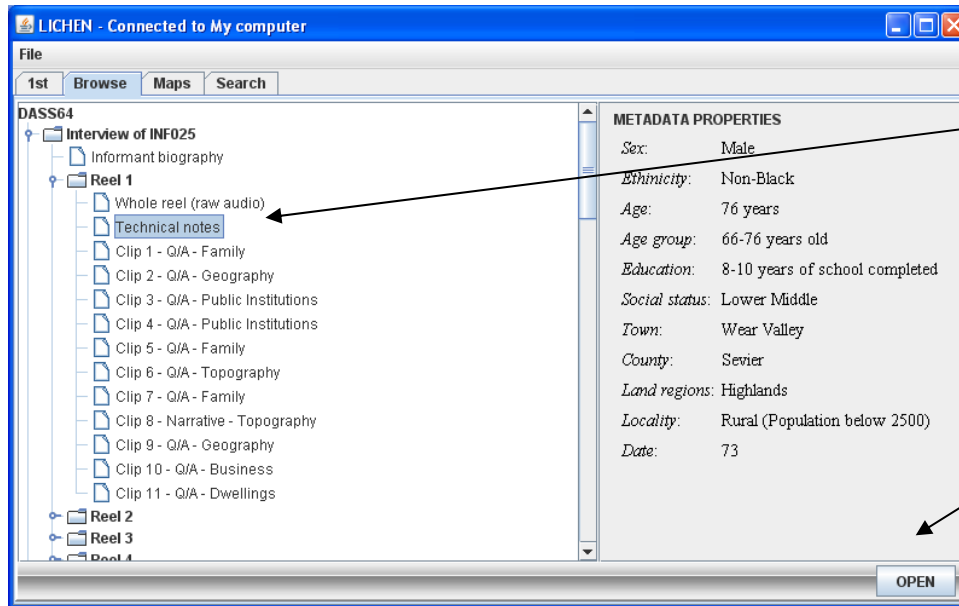 LICHEN - Connected to My computer
File
1st Browse Maps Search
DASS64
Interview of INF025
Informant biography
Reel 1
Whole reel (raw audio)
Technical notes
Clip 1 - Q/A - Family
Clip 2 - Q/A - Geography
Clip 3 - Q/A - Public Institutions
Clip 4 - Q/A - Public Institutions
Clip 5 - Q/A - Family
Clip 6 - Q/A - Topography
Clip 7 - Q/A - Family
Clip 8 - Narrative - Topography
Clip 9 - Q/A - Geography
Clip 10 - Q/A - Business
Clip 11 - Q/A - Dwellings
Reel 2
Reel 3
Reel 4
METADATA PROPERTIES
Sex: Male
Ethinicity: Non-Black
Age: 76 years
Age group: 66-76 years old
Education: 8-10 years of school completed
Social status: Lower Middle
Town: Wear Valley
County: Sevier
Land regions: Highlands
Locality: Rural (Population below 2500)
Date: 73
OPEN